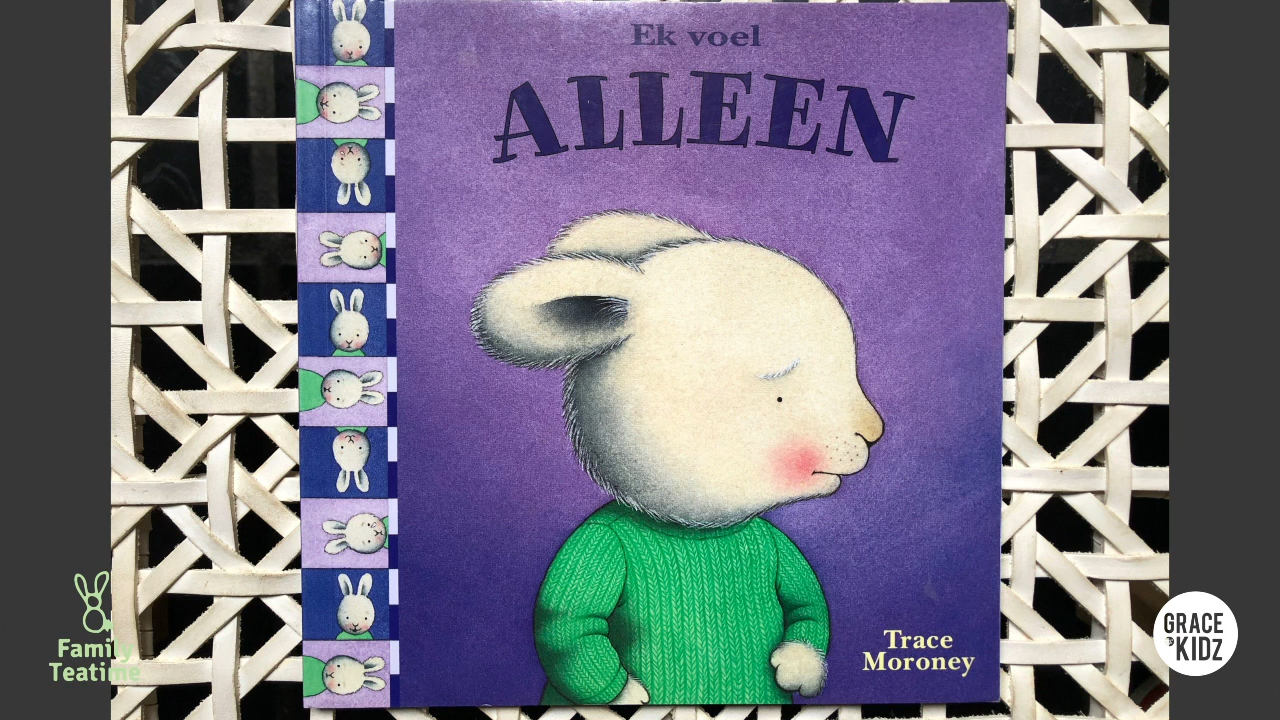 Ek voel
ALLEEN
Trace
Moroney
Family
Teatime
GRACE
KIDZ